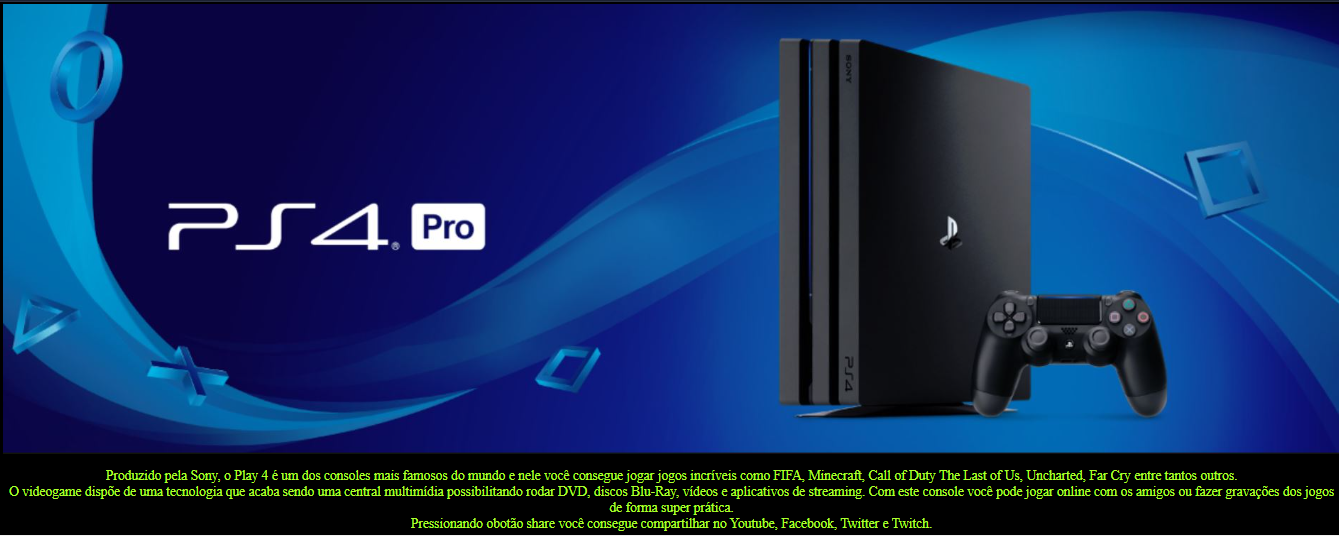 PS4® Pro
SONY
PS4
Produzido pela Sony, o Play 4 é um dos consoles mais famosos do mundo e nele você consegue jogar jogos incríveis como FIFA, Minecraft, Call of Duty The Last of Us, Uncharted, Far Cry entre tantos outros.
O videogame dispõe de uma tecnologia que acaba sendo uma central multimídia possibilitando rodar DVD, discos Blu-Ray, vídeos e aplicativos de streaming. Com este console você pode jogar online com os amigos ou fazer gravações dos jogos
de forma super prática.
Pressionando obotão share você consegue compartilhar no Youtube, Facebook, Twitter e Twitch.